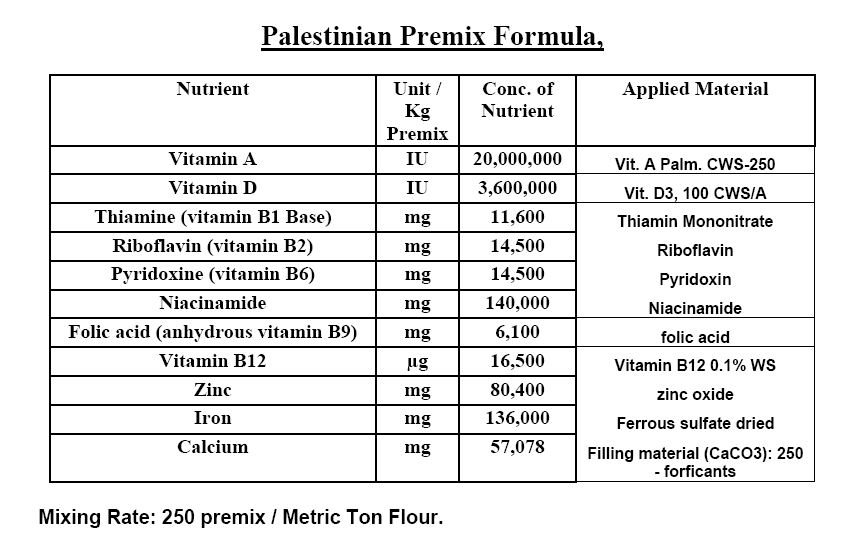 Palestinian Premix Formula,
Nutrient Unit / Kg Premix Conc. of Nutrient Applied Material
Vitamin A IU 20,000,000 Vit. A Palm. CWS-250
Vitamin D IU 3,600,000 Vit. D3, 100 CWS/A
Thiamine (vitamin B1 Base) mg 11,600 Thiamin Mononitrate
Riboflavin (vitamin B2) mg 14,500 Riboflavin
Pyridoxine (vitamin B6) mg 14,500 Pyridoxin
Niacinamide mg 140,000 Niacinamide
Folic acid (anhydrous vitamin B9) mg 6,100 folic acid
Vitamin B12 µg 16,500 Vitamin B12 0.1% WS
Zinc mg 80,400 zinc oxide
Iron mg 136,000 Ferrous sulfate dried
Calcium mg 57,078 Filling material (CaCO3): 250 - forficants
Mixing Rate: 250 premix / Metric Ton Flour.